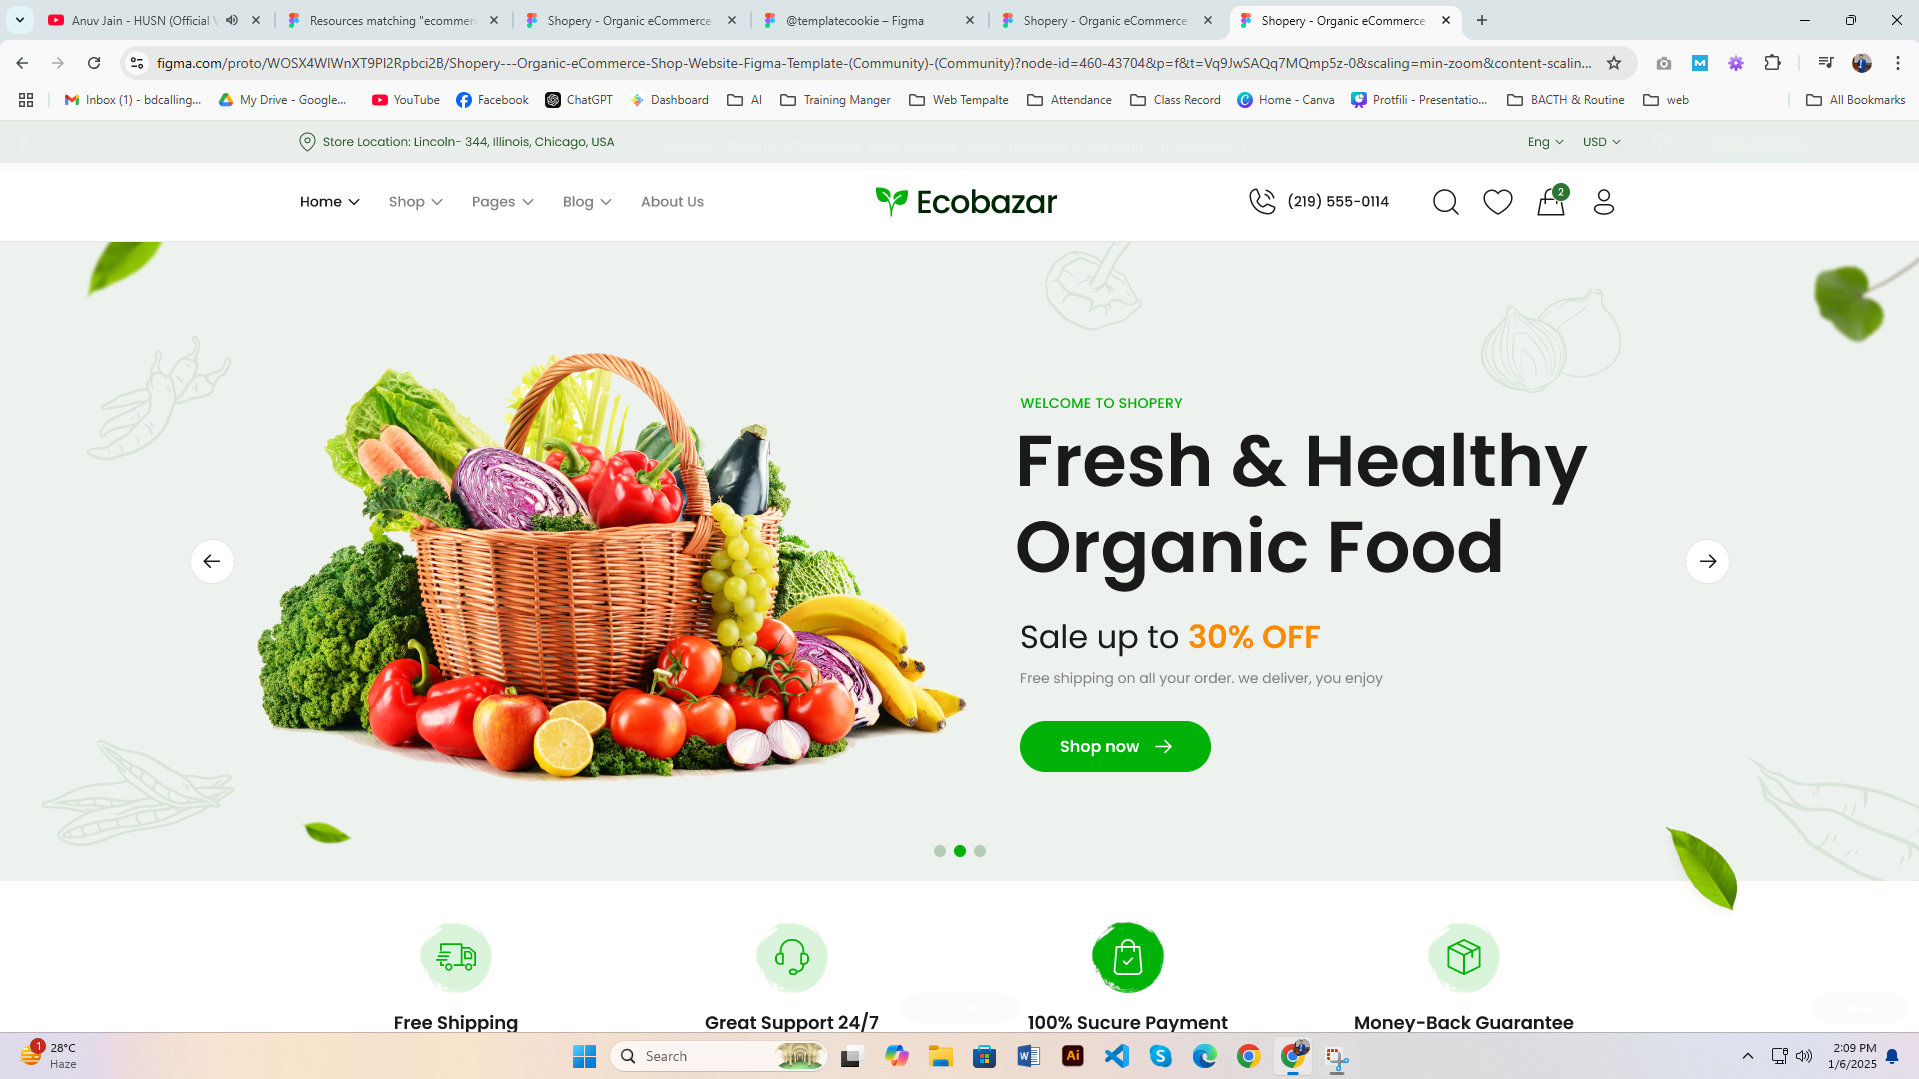 Anuv Jain - HUSN (Official V
Resources matching "ecommerc
Shopery - Organic eCommerce
@templatecookie – Figma
Shopery - Organic eCommerce
Shopery - Organic eCommerce
figma.com/proto/WOSX4WlWnXT9Pl2Rpbci2B/Shopery---Organic-eCommerce-Shop-Website-Figma-Template-(Community)-(Community)?node-id=460-43704&p=f&t=Vq9JwSAQq7MQmp5z-0&scaling=min-zoom&content-scalin...
Inbox (1) - bdcalling...
My Drive - Google...
YouTube
Facebook
ChatGPT
Dashboard
AI
Training Manger
Web Tempalte
Attendance
Class Record
Home - Canva
Protfili - Presentatio...
BACTH & Routine
web
All Bookmarks
Store Location: Lincoln- 344, Illinois, Chicago, USA
Eng
USD
Home
Shop
Pages
Blog
About Us
Ecobazar
(219) 555-0114
2
WELCOME TO SHOPERY
Fresh & Healthy
Organic Food
Sale up to 30% OFF
Free shipping on all your order. we deliver, you enjoy
Shop now
Free Shipping
Great Support 24/7
100% Sucure Payment
Money-Back Guarantee
1
28°C
Haze
Search
Ai
2:09 PM
1/6/2025